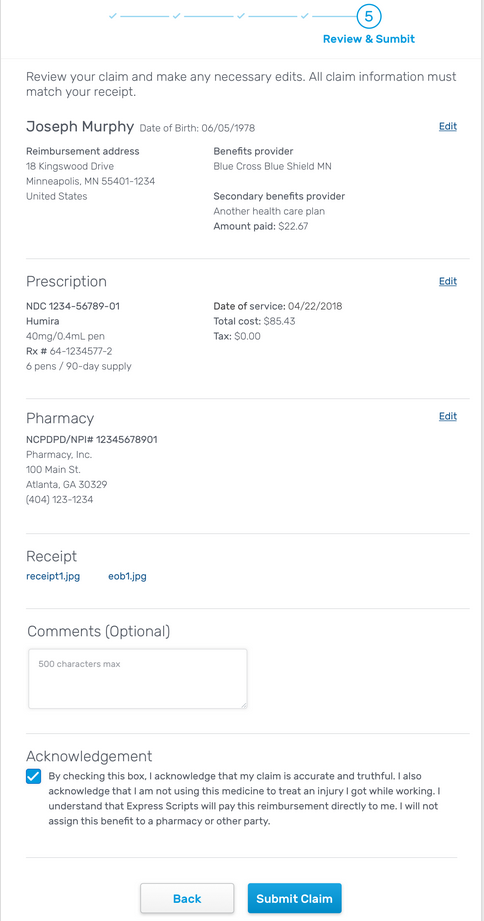 5
Review & Sumbit
Review your claim and make any necessary edits. All claim information must
match your receipt.
Joseph Murphy Date of Birth: 06/05/1978
Edit
Reimbursement address
18 Kingswood Drive
Minneapolis, MN 55401-1234
United States
Benefits provider
Blue Cross Blue Shield MN
Secondary benefits provider
Another health care plan
Amount paid: $22.67
Prescription
Edit
NDC 1234-56789-01
Humira
40mg/0.4mL pen
Rx # 64-1234577-2
6 pens / 90-day supply
Date of service: 04/22/2018
Total cost: $85.43
Tax: $0.00
Pharmacy
Edit
NCPDPD/NPI# 12345678901
Pharmacy, Inc.
100 Main St.
Atlanta, GA 30329
(404) 123-1234
Receipt
receipt1.jpg eob1.jpg
Comments (Optional)
500 characters max
Acknowledgement
By checking this box, I acknowledge that my claim is accurate and truthful. I also
acknowledge that I am not using this medicine to treat an injury I got while working. I
understand that Express Scripts will pay this reimbursement directly to me. I will not
assign this benefit to a pharmacy or other party.
Back
Submit Claim